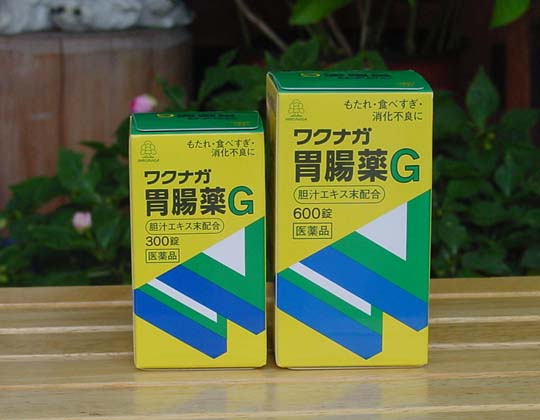 もたれ・食べすぎ・
消化不良に
ワクナガ
胃腸薬G
胆汁エキス末配合
300錠
医薬品
もたれ・食べすぎ・
消化不良に
ワクナガ
胃腸薬G
胆汁エキス末配合
600錠
医薬品